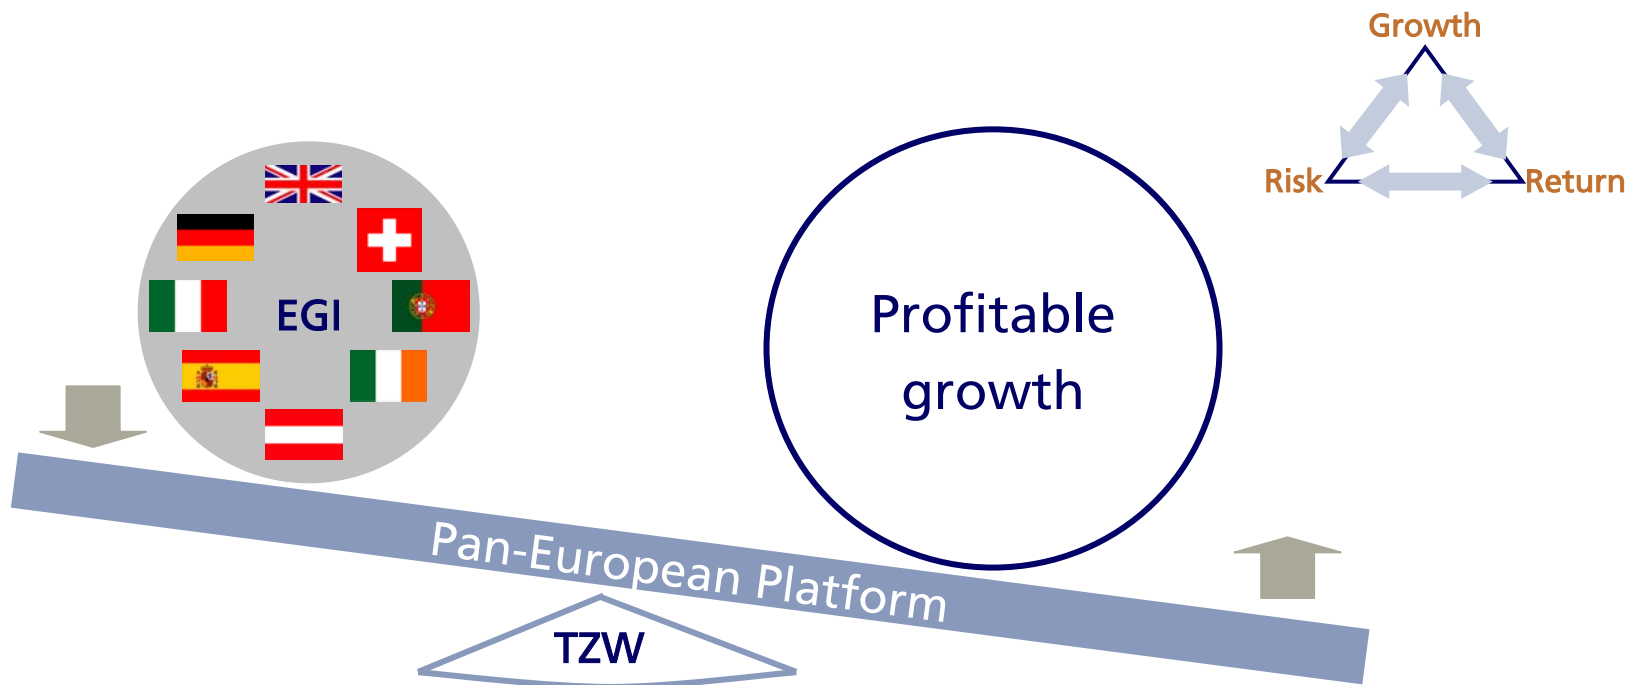 Growth
Risk
Return
EGI
Profitable
growth
Pan-European Platform
TZW